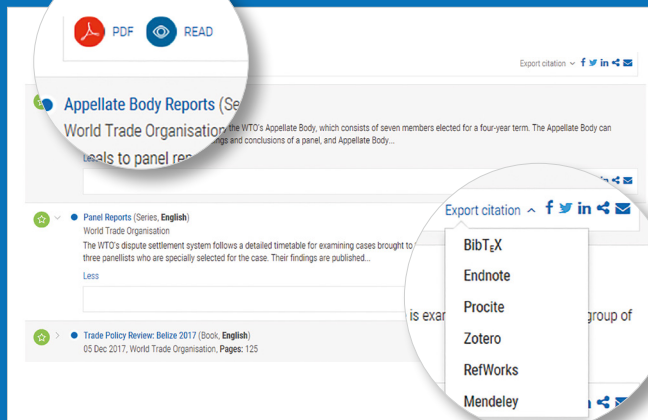 PDF READ
Export citation
Appellate Body Reports (Se
World Trade Organisation
the WTO's Appellate Body, which consists of seven members elected for a four-year term. The Appellate Body can
ngs and conclusions of a panel, and Appellate Body...
Les
als to panel rep
in
Export citation
Panel Reports (Series, English)
World Trade Organisation
The WTO's dispute settlement system follows a detailed timetable for examining cases brought to
three panellists who are specially selected for the case. Their findings are published...
Less
BibTEX
Endnote
is exa
group of
Procite
Zotero
RefWorks
Mendeley
Trade Policy Review: Belize 2017 (Book, English)
05 Dec 2017, World Trade Organisation, Pages: 125